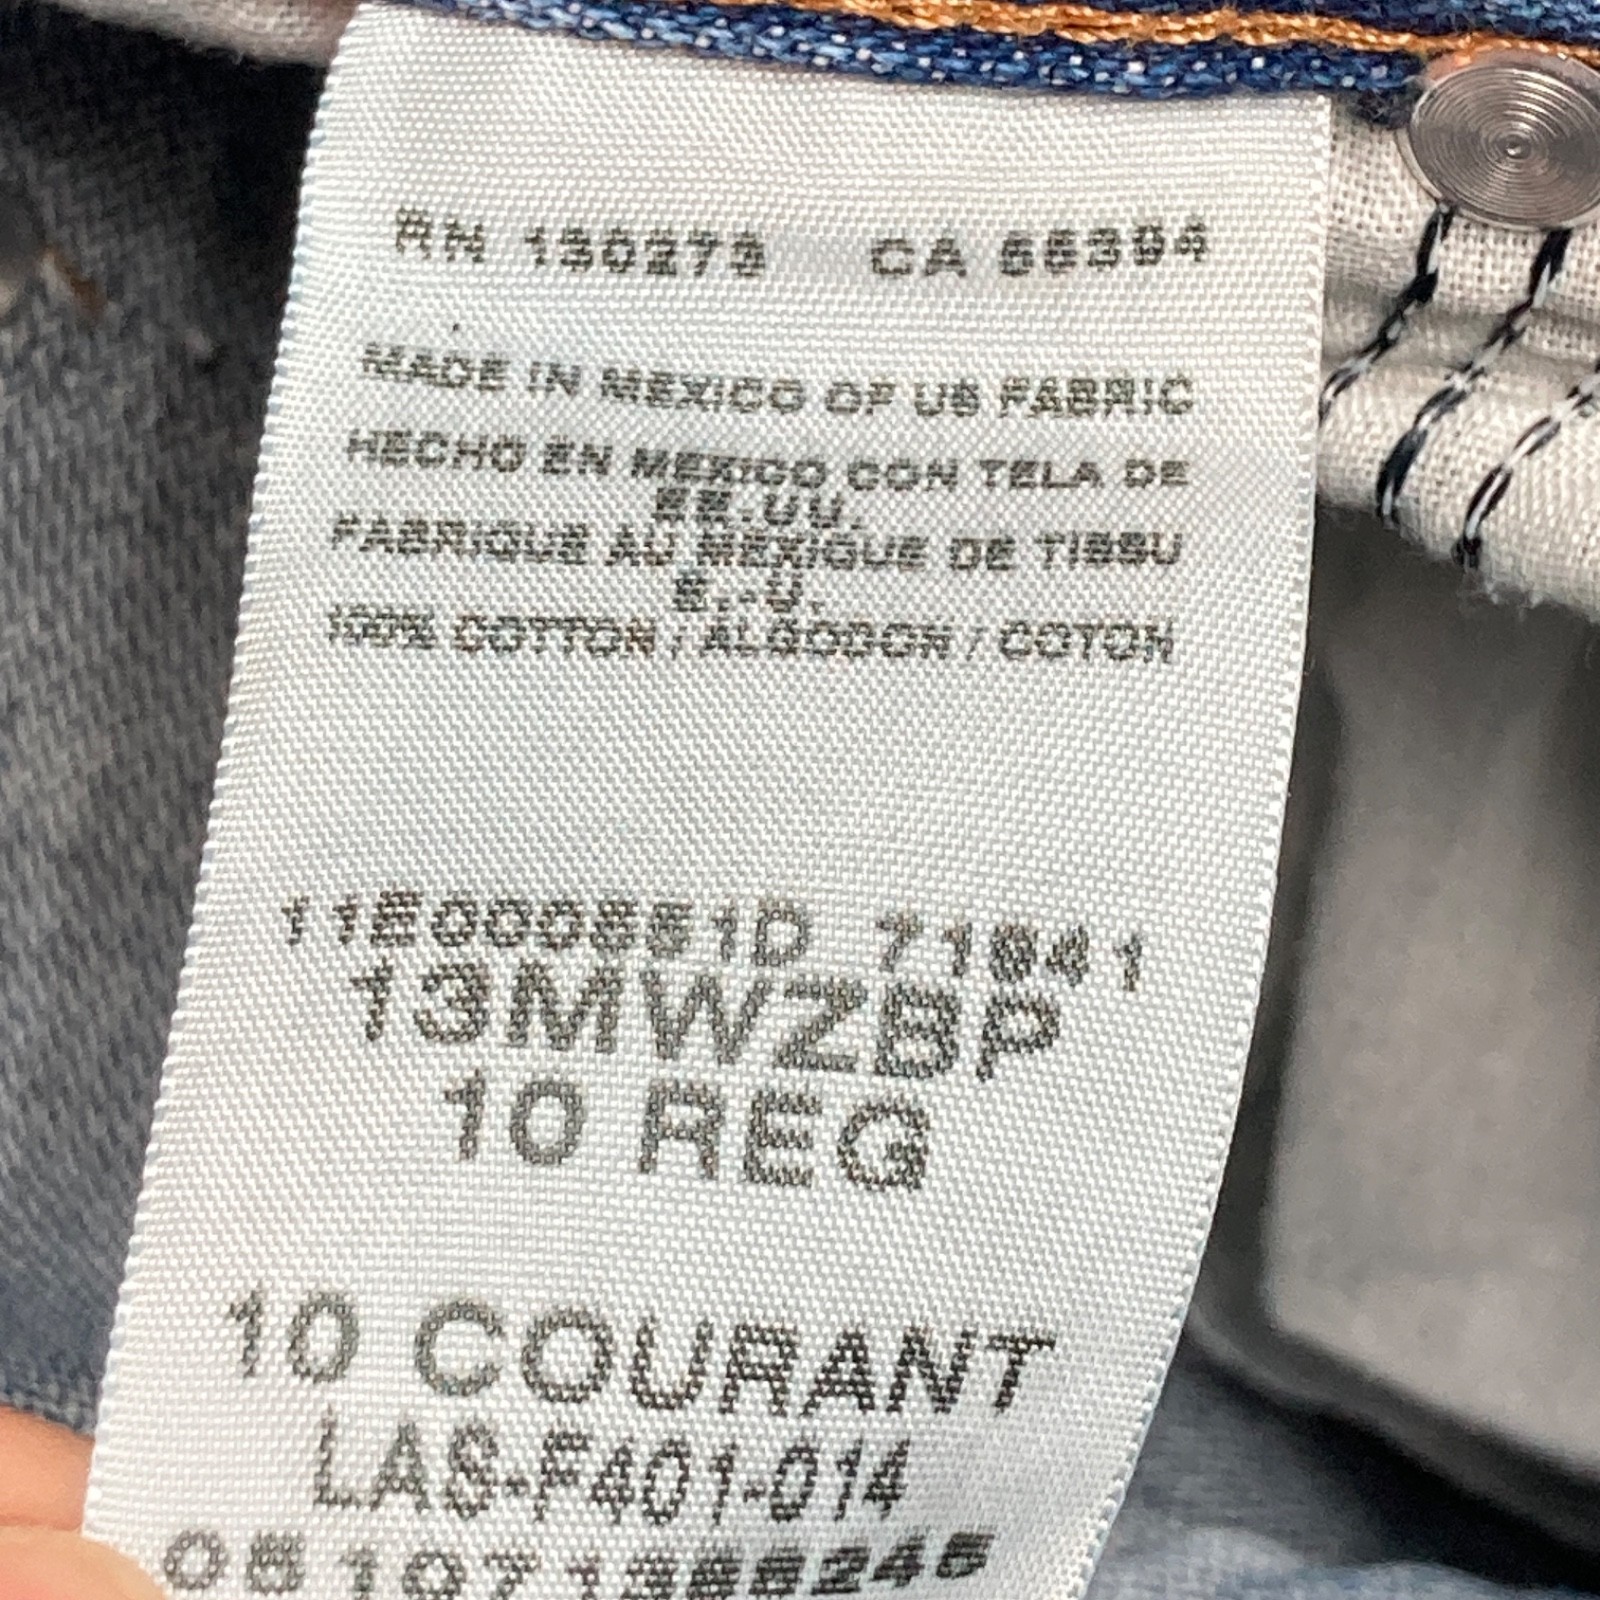 RN 130273 CA 56394
MADE IN MEXICO OF US FABRIC
HECHO EN MEXICO CON TELA DE
EE.UU.
FABRIQUE AU MEXIQUE DE TISSU
É.-U.
100% COTTON / ALGODON / COTON
71841
13MWZBP
10 REG
10 COURANT
LAS-F401-014